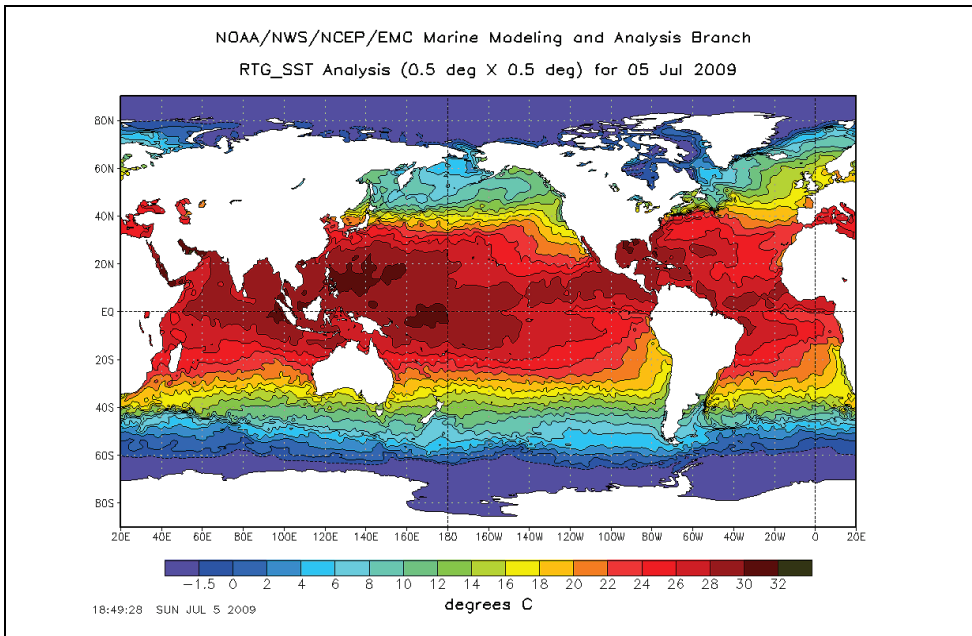 NOAA/NWS/NCEP/EMC Marine Modeling and Analysis Branch
RTG_SST Analysis (0.5 deg X 0.5 deg) for 05 Jul 2009
80N
60N
40N
20N
EQ
20S
40S
60S
80S
20E 40E 60E 80E 100E 120E 140E 160E 180 160W 140W 120W 100W 80W 60W 40W 20W 0 20E
−1.5 0 2 4 6 8 10 12 14 16 18 20 22 24 26 28 30 32
degrees C
18:49:28 SUN JUL 5 2009